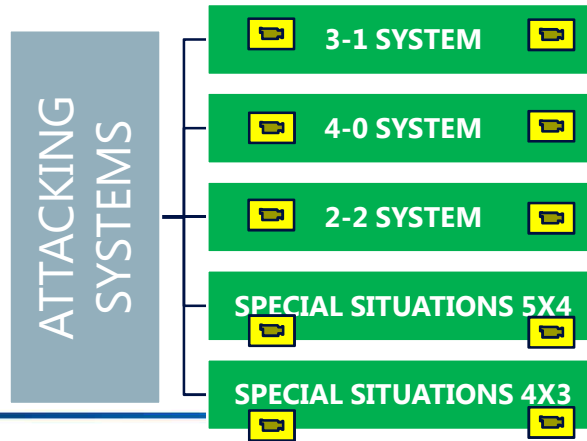 ATTACKING
SYSTEMS
3-1 SYSTEM
4-0 SYSTEM
2-2 SYSTEM
SPECIAL SITUATIONS 5X4
SPECIAL SITUATIONS 4X3